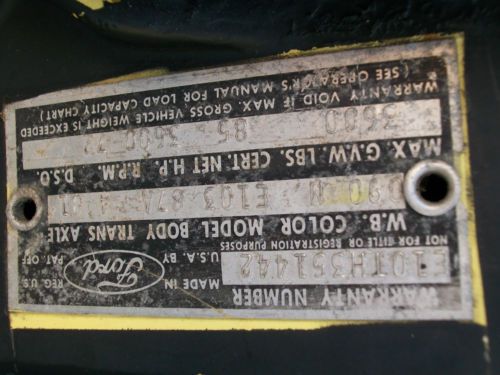 WARRANTY NUMBER MADE IN REG. U.S.
E10TH351442 U.S.A. BY Ford PAT. OFF.
NOT FOR TITLE OR REGISTRATION PURPOSES
W.B. COLOR MODEL BODY TRANS AXLE
090 M E103
MAX. G.V.W. LBS. CERT. NET H.P. R.P.M. D.S.O.
3600 85 3600 22
WARRANTY VOID IF MAX. GROSS VEHICLE WEIGHT IS EXCEEDED
(SEE OPERATOR'S MANUAL FOR LOAD CAPACITY CHART)